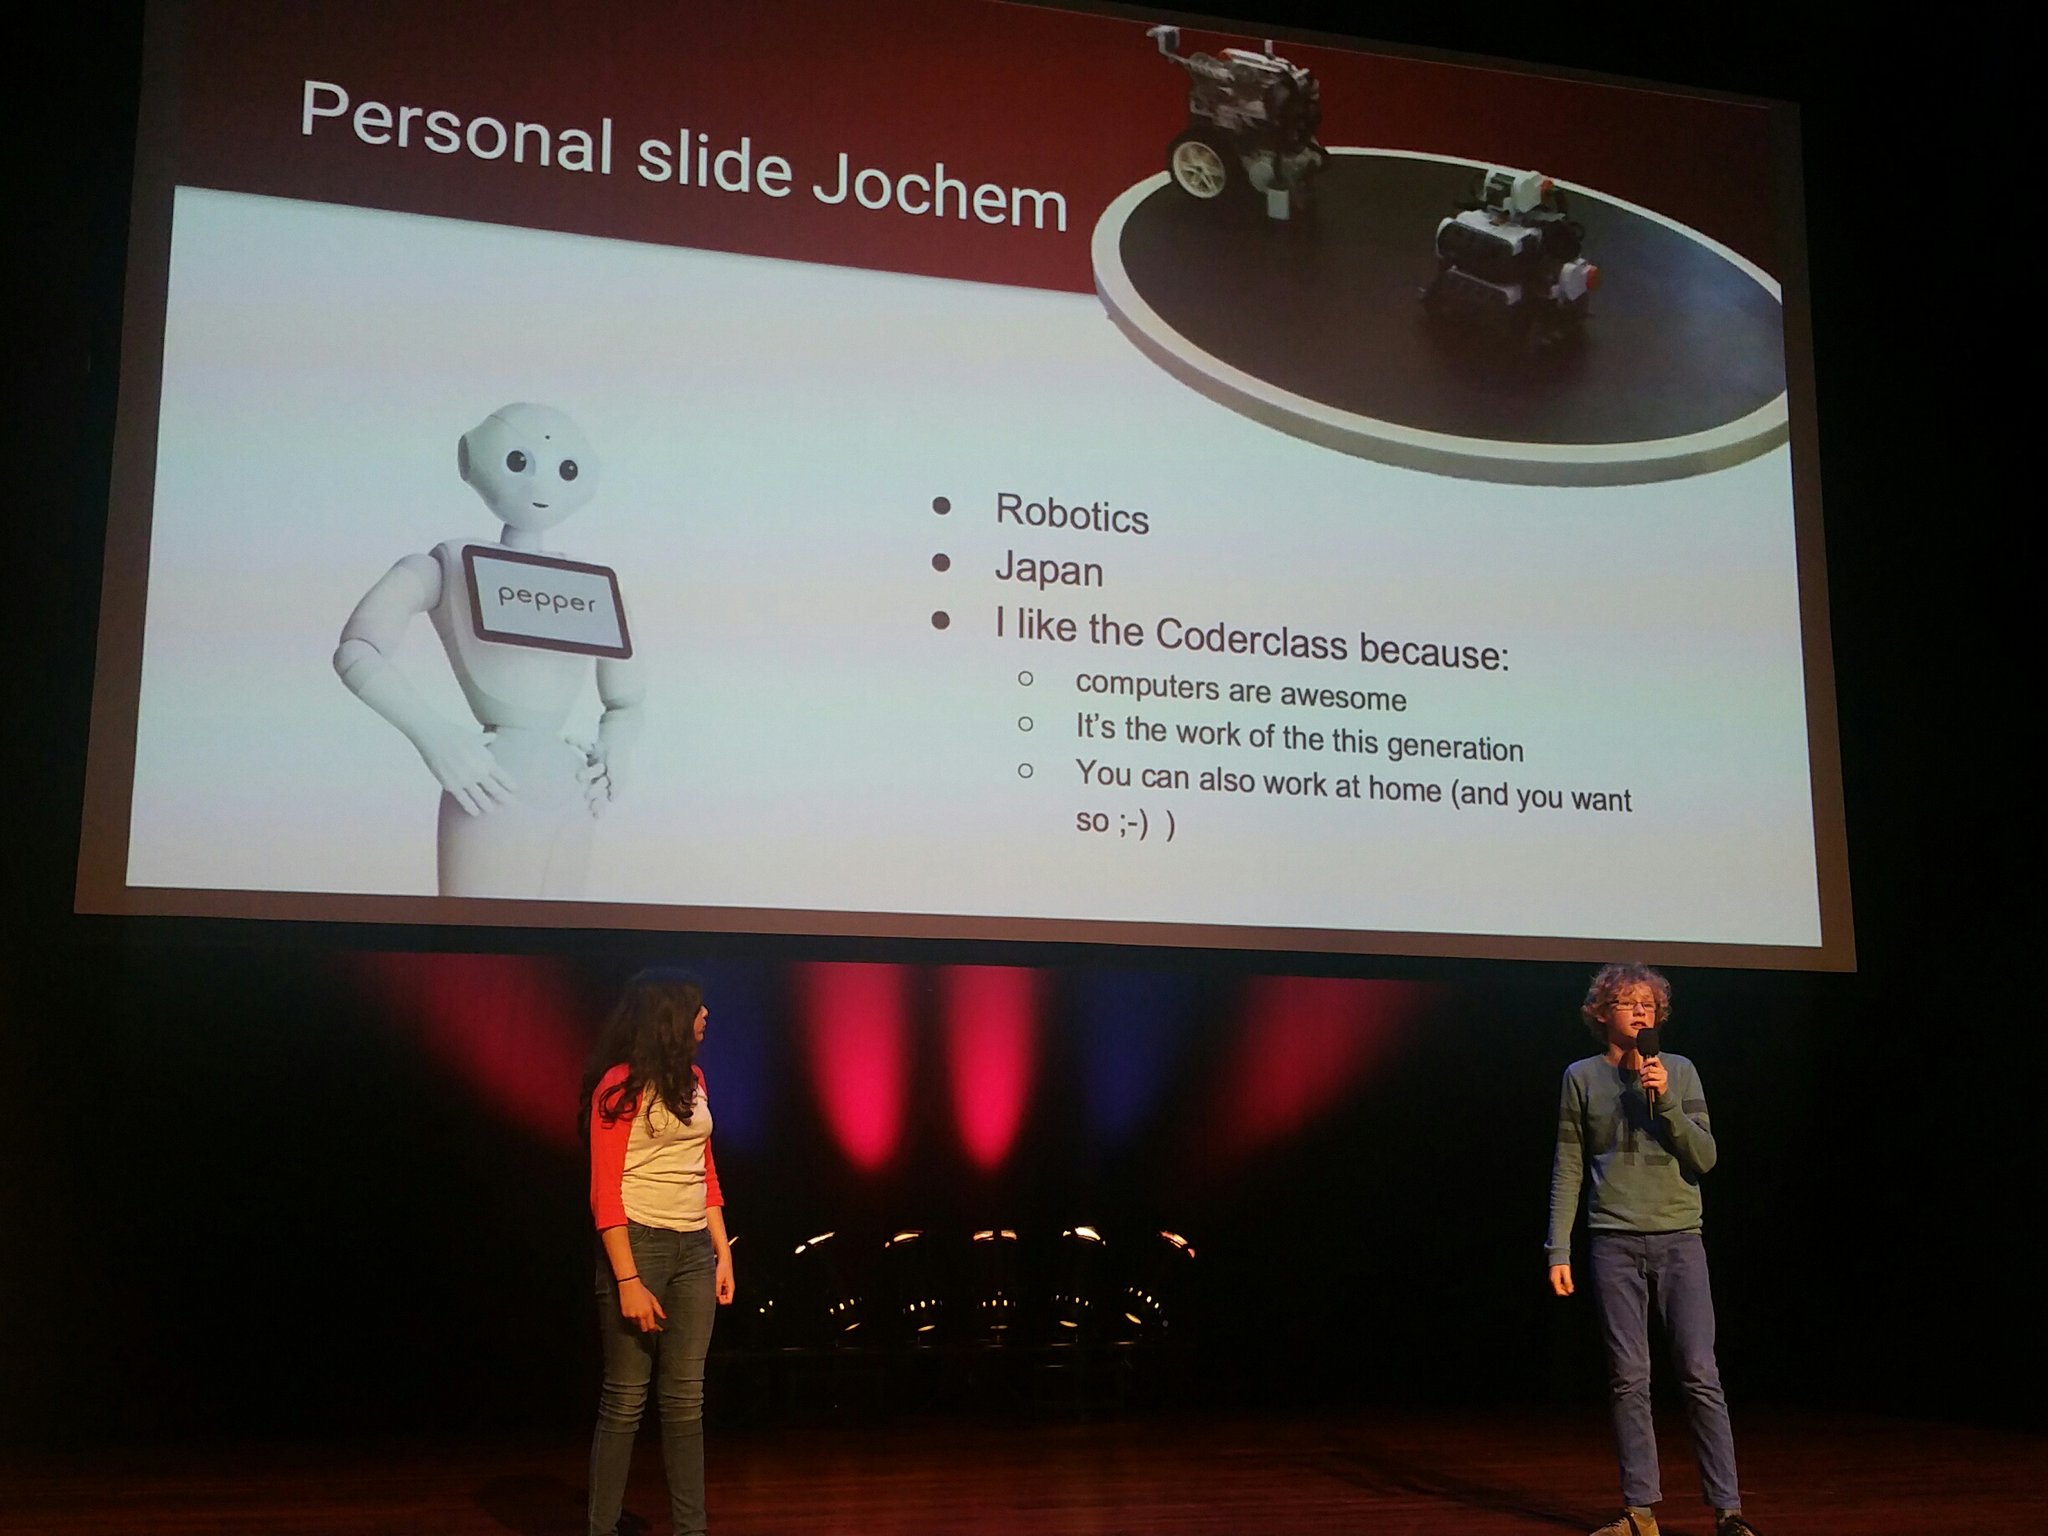 Personal slide Jochem
pepper
● Robotics
● Japan
● I like the Coderclass because:
○ computers are awesome
○ It's the work of the this generation
○ You can also work at home (and you want
so ;-) )